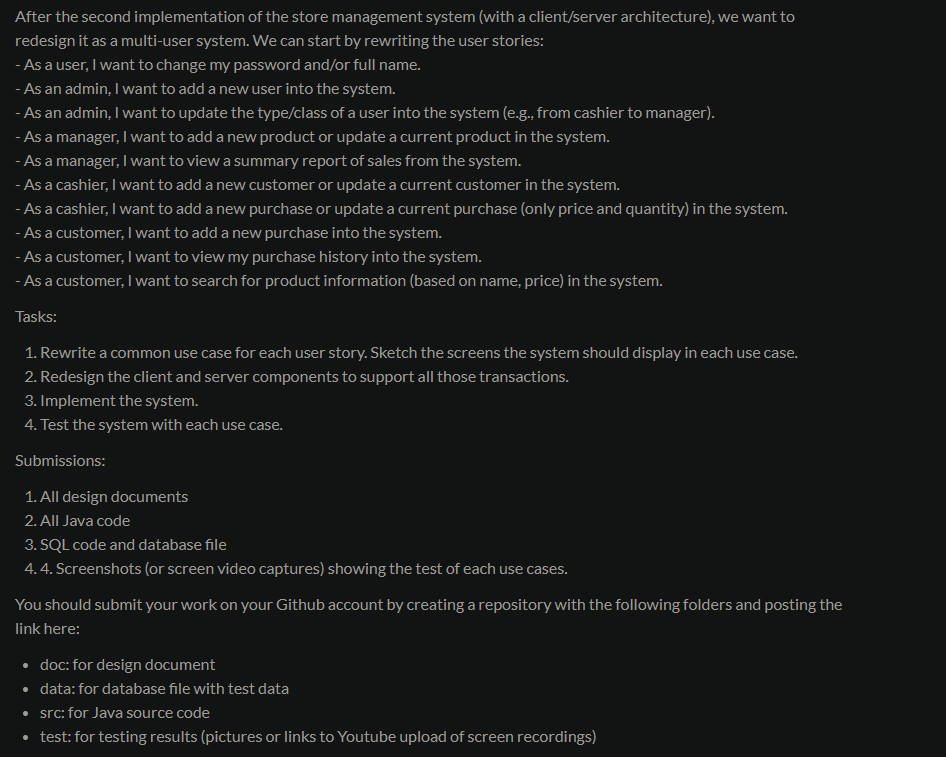 After the second implementation of the store management system (with a client/server architecture), we want to
redesign it as a multi-user system. We can start by rewriting the user stories:
- As a user, I want to change my password and/or full name.
- As an admin, I want to add a new user into the system.
- As an admin, I want to update the type/class of a user into the system (e.g., from cashier to manager).
- As a manager, I want to add a new product or update a current product in the system.
- As a manager, I want to view a summary report of sales from the system.
- As a cashier, I want to add a new customer or update a current customer in the system.
- As a cashier, I want to add a new purchase or update a current purchase (only price and quantity) in the system.
- As a customer, I want to add a new purchase into the system.
- As a customer, I want to view my purchase history into the system.
- As a customer, I want to search for product information (based on name, price) in the system.
Tasks:
1. Rewrite a common use case for each user story. Sketch the screens the system should display in each use case.
2. Redesign the client and server components to support all those transactions.
3. Implement the system.
4. Test the system with each use case.
Submissions:
1. All design documents
2. All Java code
3. SQL code and database file
4. 4. Screenshots (or screen video captures) showing the test of each use cases.
You should submit your work on your Github account by creating a repository with the following folders and posting the
link here:
• doc: for design document
• data: for database file with test data
• src: for Java source code
• test: for testing results (pictures or links to Youtube upload of screen recordings)